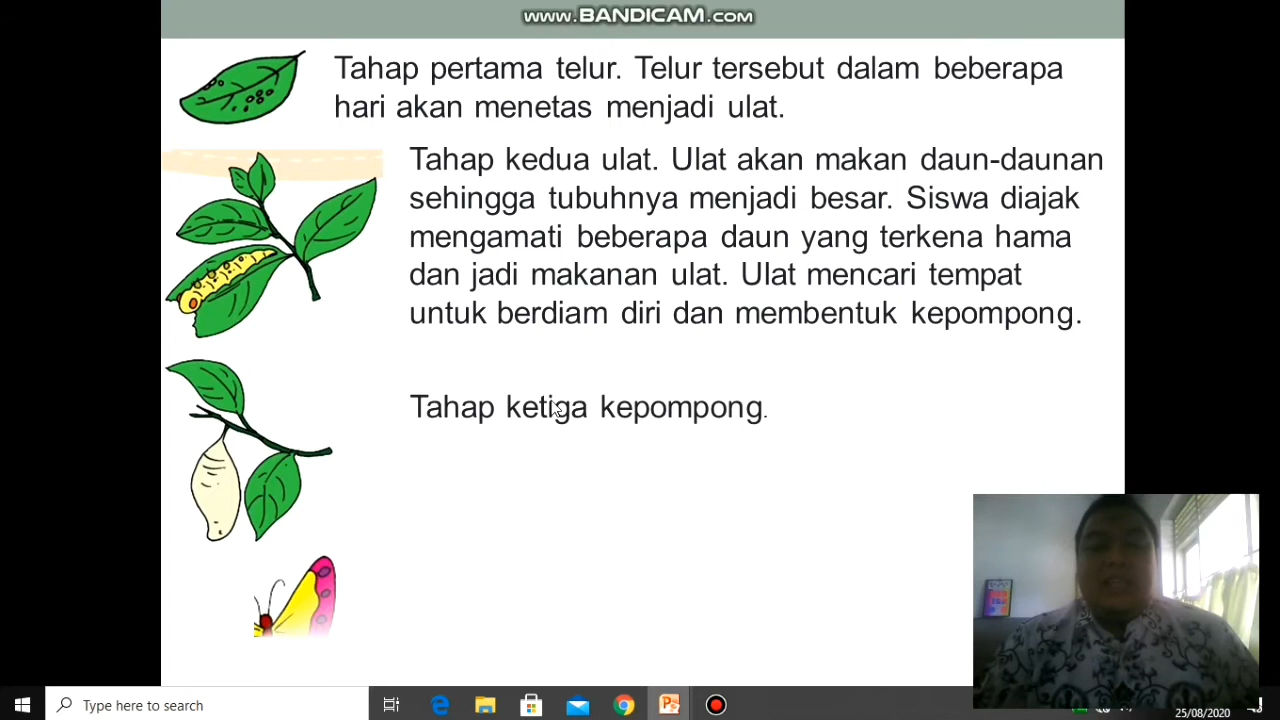 www.BANDICAM.com
Tahap pertama telur. Telur tersebut dalam beberapa
hari akan menetas menjadi ulat.
Tahap kedua ulat. Ulat akan makan daun-daunan
sehingga tubuhnya menjadi besar. Siswa diajak
mengamati beberapa daun yang terkena hama
dan jadi makanan ulat. Ulat mencari tempat
untuk berdiam diri dan membentuk kepompong.
Tahap ketiga kepompong.
Type here to search
25/08/2020